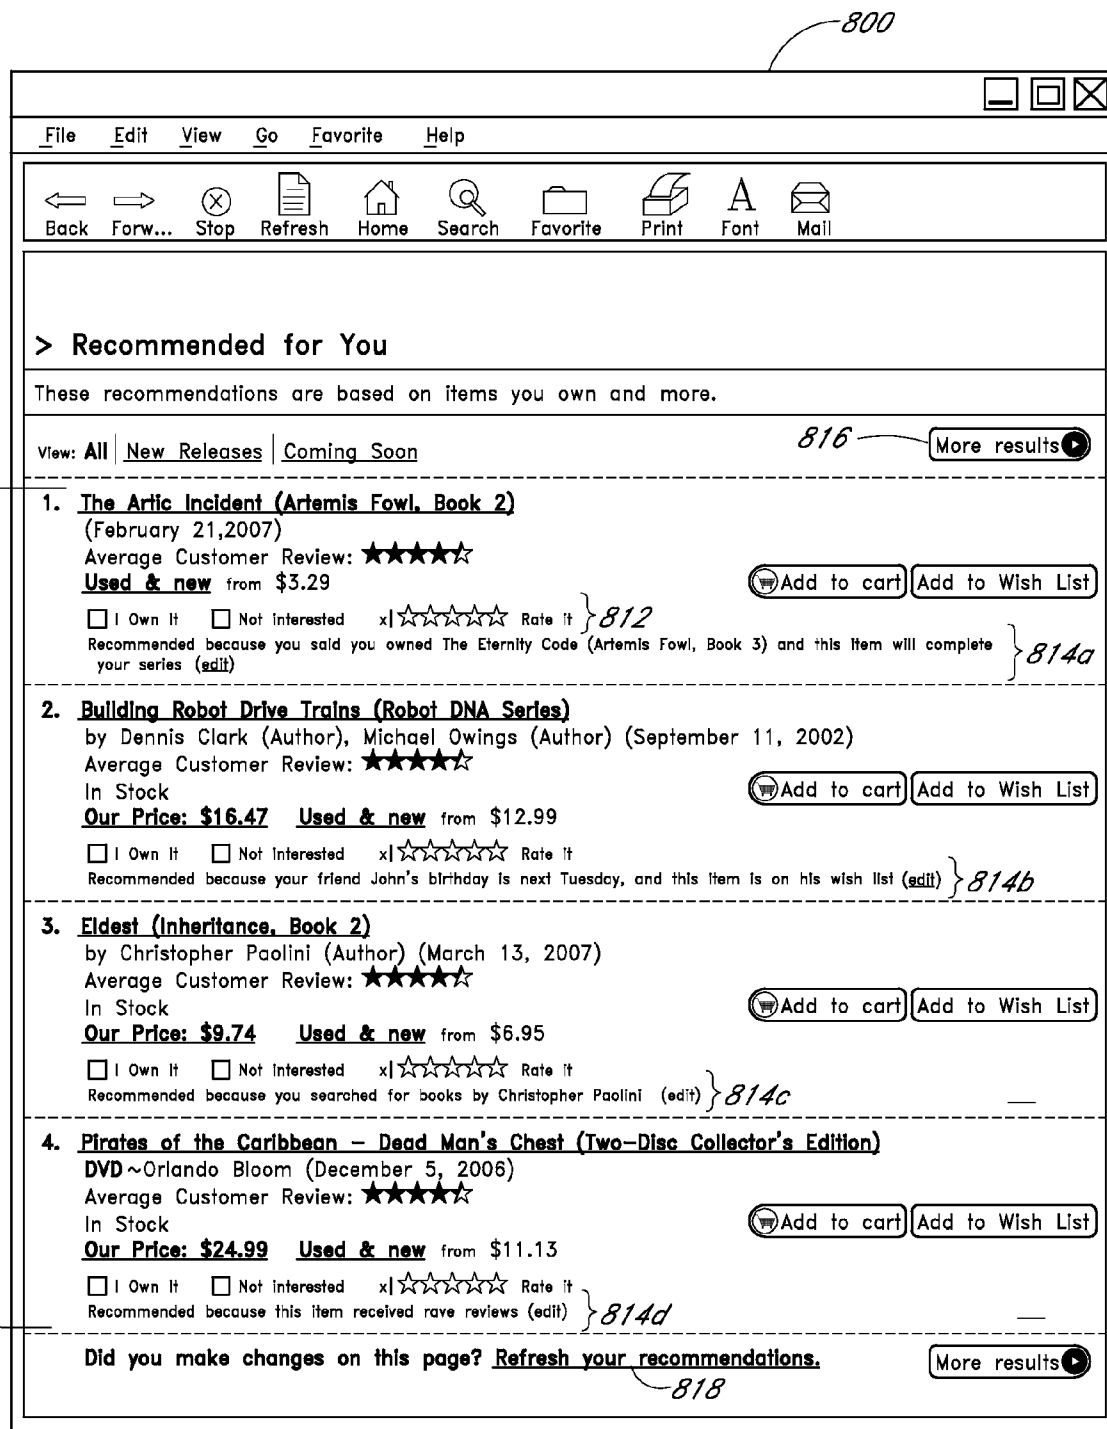 800
File Edit View Go Favorite Help
Back Forw... Stop Refresh Home Search Favorite Print Font Mail
> Recommended for You
These recommendations are based on items you own and more.
View: All New Releases Coming Soon 816 More results
1. The Artic Incident (Artemis Fowl, Book 2)
(February 21,2007)
Average Customer Review:
Used & new from $3.29 Add to cart Add to Wish List
I Own It Not interested x| Rate it 812
Recommended because you said you owned The Eternity Code (Artemis Fowl, Book 3) and this item will complete
your series (edit) 814a
2. Building Robot Drive Trains (Robot DNA Series)
by Dennis Clark (Author), Michael Owings (Author) (September 11, 2002)
Average Customer Review:
In Stock Add to cart Add to Wish List
Our Price: $16.47 Used & new from $12.99
I Own It Not interested x| Rate it
Recommended because your friend John's birthday is next Tuesday, and this item is on his wish list (edit) 814b
3. Eldest (Inheritance, Book 2)
by Christopher Paolini (Author) (March 13, 2007)
Average Customer Review:
In Stock Add to cart Add to Wish List
Our Price: $9.74 Used & new from $6.95
I Own It Not interested x| Rate it
Recommended because you searched for books by Christopher Paolini (edit) 814c
4. Pirates of the Caribbean – Dead Man's Chest (Two–Disc Collector's Edition)
DVD ~Orlando Bloom (December 5, 2006)
Average Customer Review:
In Stock Add to cart Add to Wish List
Our Price: $24.99 Used & new from $11.13
I Own It Not interested x| Rate it
Recommended because this item received rave reviews (edit) 814d
Did you make changes on this page? Refresh your recommendations. More results
818